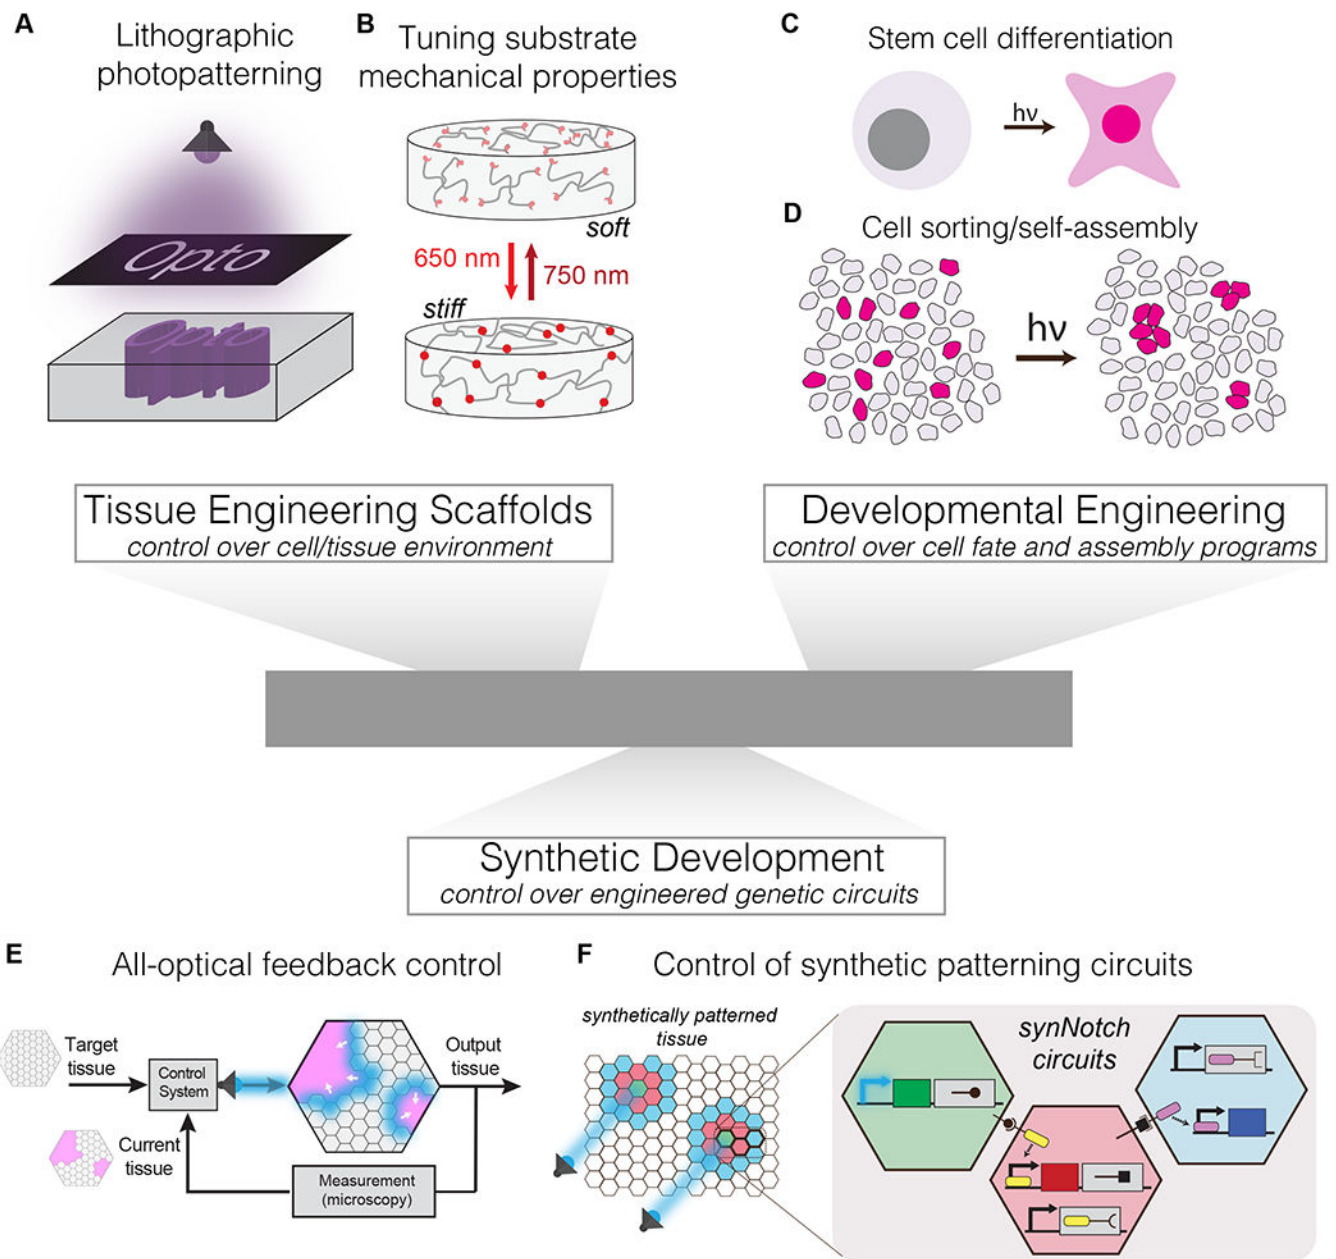 A
Lithographic
photopatterning
Opto
Opto
B
Tuning substrate
mechanical properties
soft
650 nm
750 nm
stiff
C
Stem cell differentiation
hν
D
Cell sorting/self-assembly
hν
Tissue Engineering Scaffolds
control over cell/tissue environment
Developmental Engineering
control over cell fate and assembly programs
Synthetic Development
control over engineered genetic circuits
E
All-optical feedback control
Target
tissue
Control
System
Output
tissue
Current
tissue
Measurement
(microscopy)
F
Control of synthetic patterning circuits
synthetically patterned
tissue
synNotch
circuits